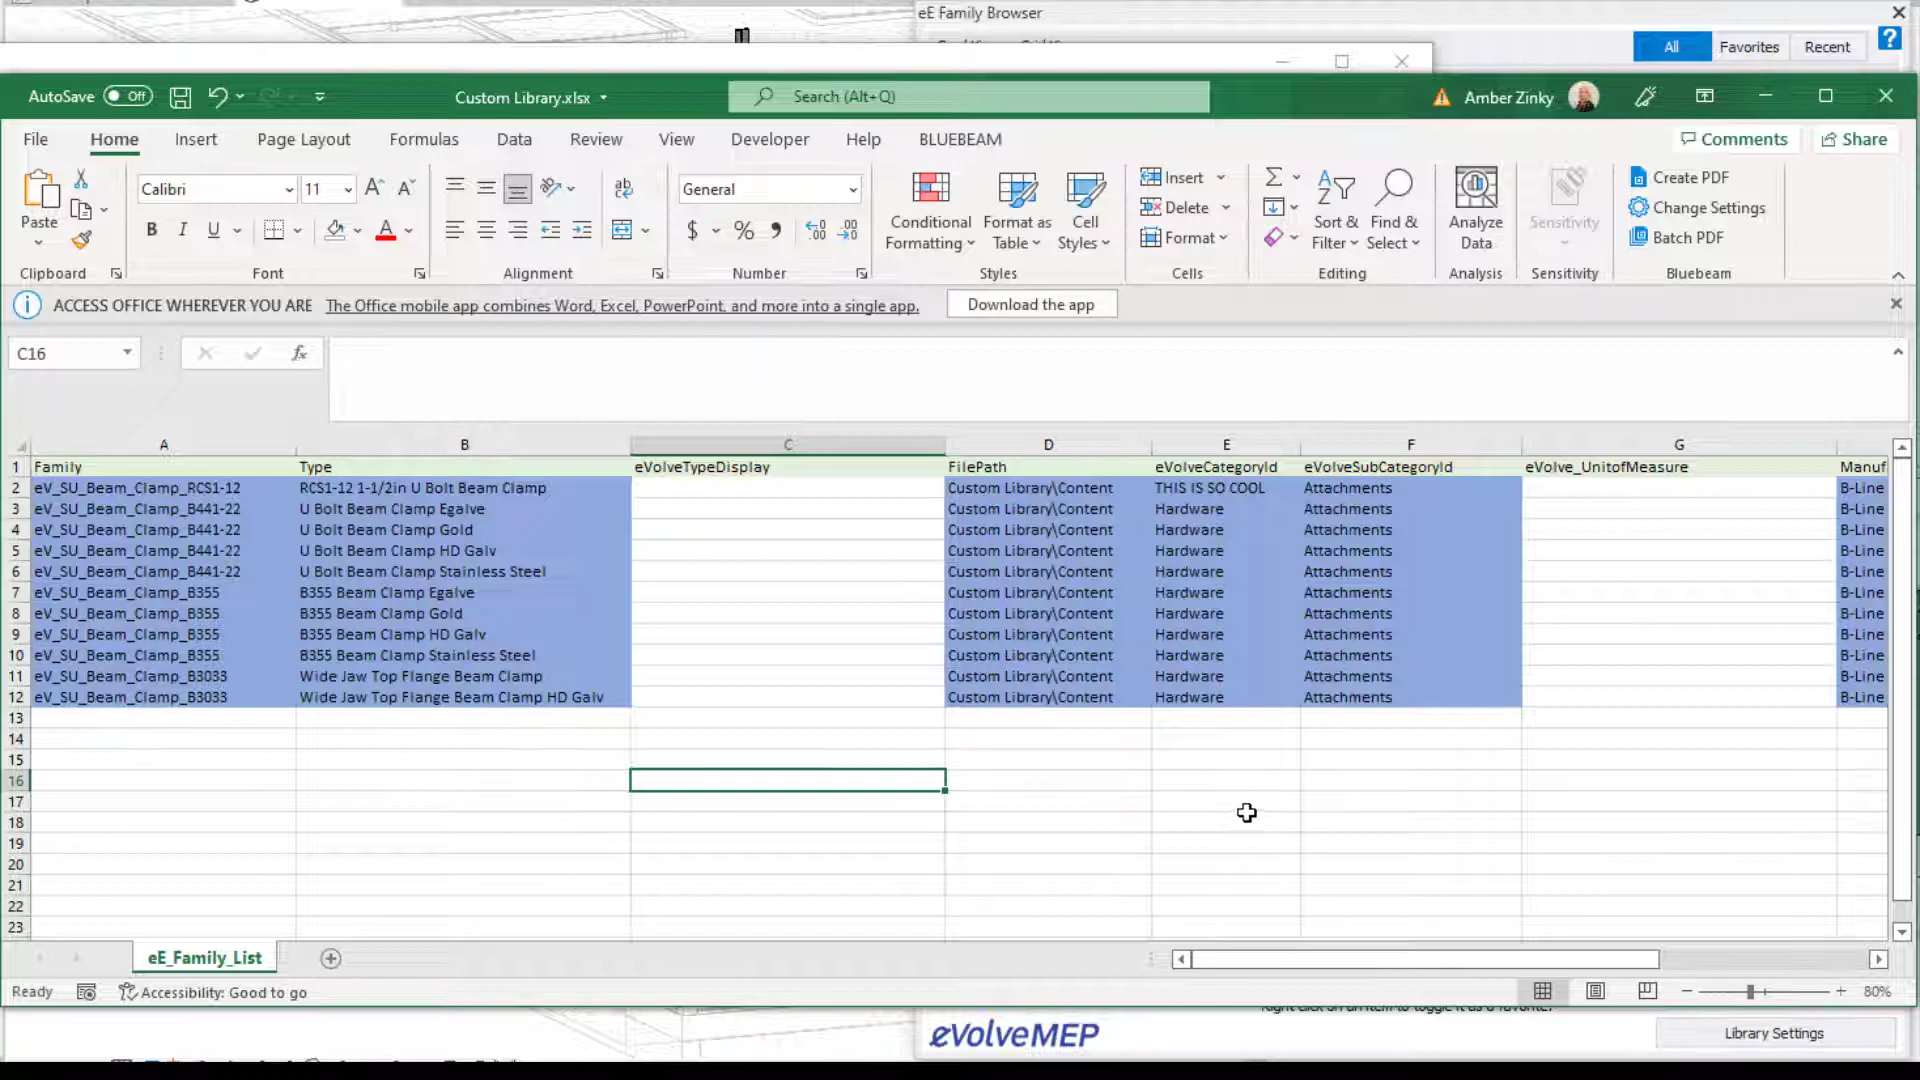 eE Family Browser
All Favorites Recent ?
AutoSave Off Custom Library.xlsx Search (Alt+Q) Amber Zinky
File Home Insert Page Layout Formulas Data Review View Developer Help BLUEBEAM Comments Share
Calibri 11 General Insert Create PDF
Paste Conditional Format as Cell Delete Sort & Find & Analyze Sensitivity Change Settings
Formatting Table Styles Format Filter Select Data Batch PDF
Clipboard Font Alignment Number Styles Cells Editing Analysis Sensitivity Bluebeam
ACCESS OFFICE WHEREVER YOU ARE The Office mobile app combines Word, Excel, PowerPoint, and more into a single app. Download the app
C16 fx
A B C D E F G
1 Family Type eVolveTypeDisplay FilePath eVolveCategoryId eVolveSubCategoryId eVolve_UnitofMeasure Manuf
2 eV_SU_Beam_Clamp_RCS1-12 RCS1-12 1-1/2in U Bolt Beam Clamp Custom Library\Content THIS IS SO COOL Attachments B-Line
3 eV_SU_Beam_Clamp_B441-22 U Bolt Beam Clamp Egalve Custom Library\Content Hardware Attachments B-Line
4 eV_SU_Beam_Clamp_B441-22 U Bolt Beam Clamp Gold Custom Library\Content Hardware Attachments B-Line
5 eV_SU_Beam_Clamp_B441-22 U Bolt Beam Clamp HD Galv Custom Library\Content Hardware Attachments B-Line
6 eV_SU_Beam_Clamp_B441-22 U Bolt Beam Clamp Stainless Steel Custom Library\Content Hardware Attachments B-Line
7 eV_SU_Beam_Clamp_B355 B355 Beam Clamp Egalve Custom Library\Content Hardware Attachments B-Line
8 eV_SU_Beam_Clamp_B355 B355 Beam Clamp Gold Custom Library\Content Hardware Attachments B-Line
9 eV_SU_Beam_Clamp_B355 B355 Beam Clamp HD Galv Custom Library\Content Hardware Attachments B-Line
10 eV_SU_Beam_Clamp_B355 B355 Beam Clamp Stainless Steel Custom Library\Content Hardware Attachments B-Line
11 eV_SU_Beam_Clamp_B3033 Wide Jaw Top Flange Beam Clamp Custom Library\Content Hardware Attachments B-Line
12 eV_SU_Beam_Clamp_B3033 Wide Jaw Top Flange Beam Clamp HD Galv Custom Library\Content Hardware Attachments B-Line
13
14
15
16
17
18
19
20
21
22
23
eE_Family_List
Ready Accessibility: Good to go 80%
Right click on an item to toggle it as a favorite.
eVolveMEP Library Settings